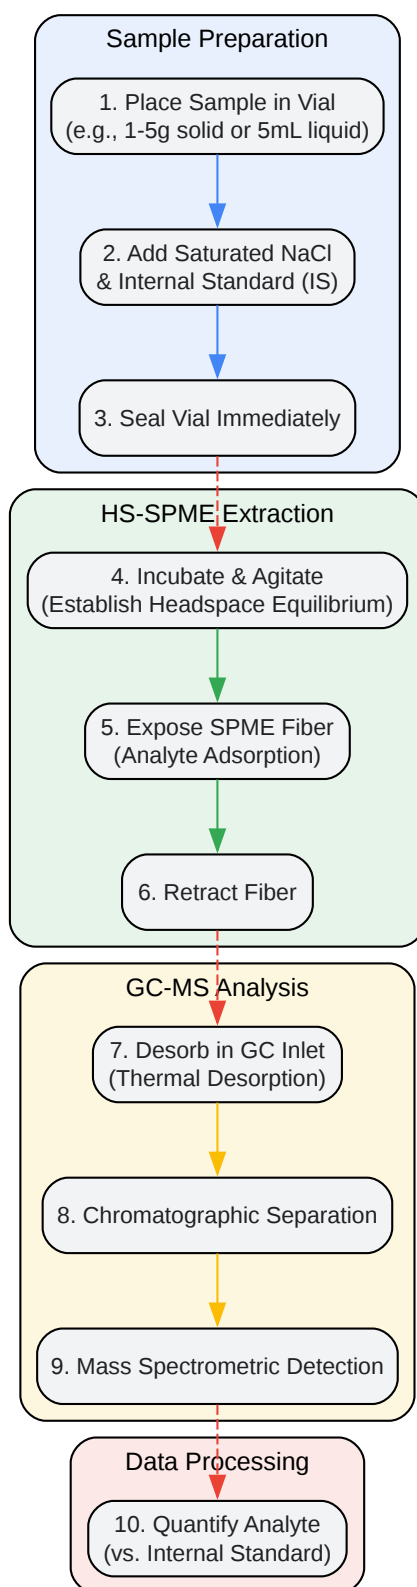 Sample Preparation
1. Place Sample in Vial
(e.g., 1-5g solid or 5mL liquid)
2. Add Saturated NaCl
& Internal Standard (IS)
3. Seal Vial Immediately
HS-SPME Extraction
4. Incubate & Agitate
(Establish Headspace Equilibrium)
5. Expose SPME Fiber
(Analyte Adsorption)
6. Retract Fiber
GC-MS Analysis
7. Desorb in GC Inlet
(Thermal Desorption)
8. Chromatographic Separation
9. Mass Spectrometric Detection
Data Processing
10. Quantify Analyte
(vs. Internal Standard)